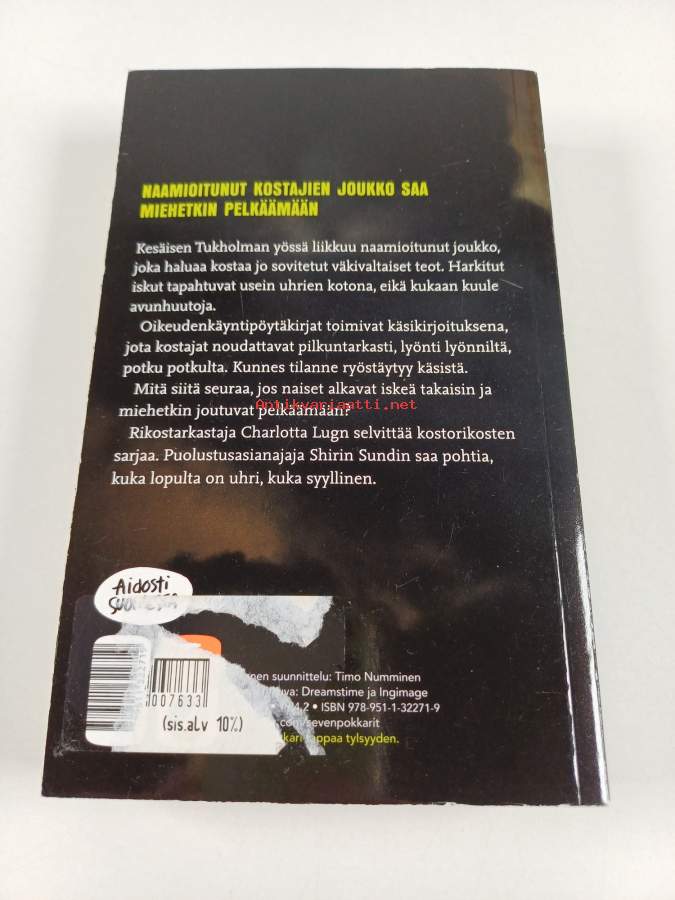 NAAMIOITUNUT KOSTAJIEN JOUKKO SAA
MIEHETKIN PELKÄÄMÄÄN
Kesäisen Tukholman yössä liikkuu naamioitunut joukko,
joka haluaa kostaa jo sovitetut väkivaltaiset teot. Harkitut
iskut tapahtuvat usein uhrien kotona, eikä kukaan kuule
avunhuutoja.
Oikeudenkäyntipöytäkirjat toimivat käsikirjoituksena,
jota kostajat noudattavat pilkuntarkasti, lyönti lyönniltä,
potku potkulta. Kunnes tilanne ryöstäytyy käsistä.
Mitä siitä seuraa, jos naiset alkavat iskeä takaisin ja
miehetkin joutuvat pelkäämään?
Antikvariaatti.net
Rikostarkastaja Charlotta Lugn selvittää kostorikosten
sarjaa. Puolustusasianajaja Shirin Sundin saa pohtia,
kuka lopulta on uhri, kuka syyllinen.
Aidosti
SUOMESTA
suunnittelu: Timo Numminen
Dreamstime ja Ingimage
ISBN 978-951-1-32271-9
.com/sevenpokkarit
tappaa tylsyyden.
007633
(sis.alv 10%)